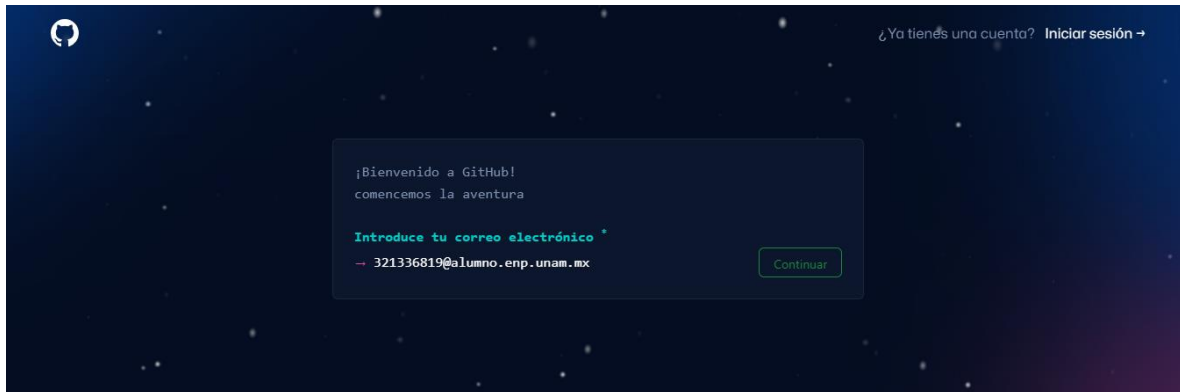 ¿Ya tienes una cuenta? Iniciar sesión →
¡Bienvenido a GitHub!
comencemos la aventura
Introduce tu correo electrónico *
→ 321336819@alumno.enp.unam.mx
Continuar